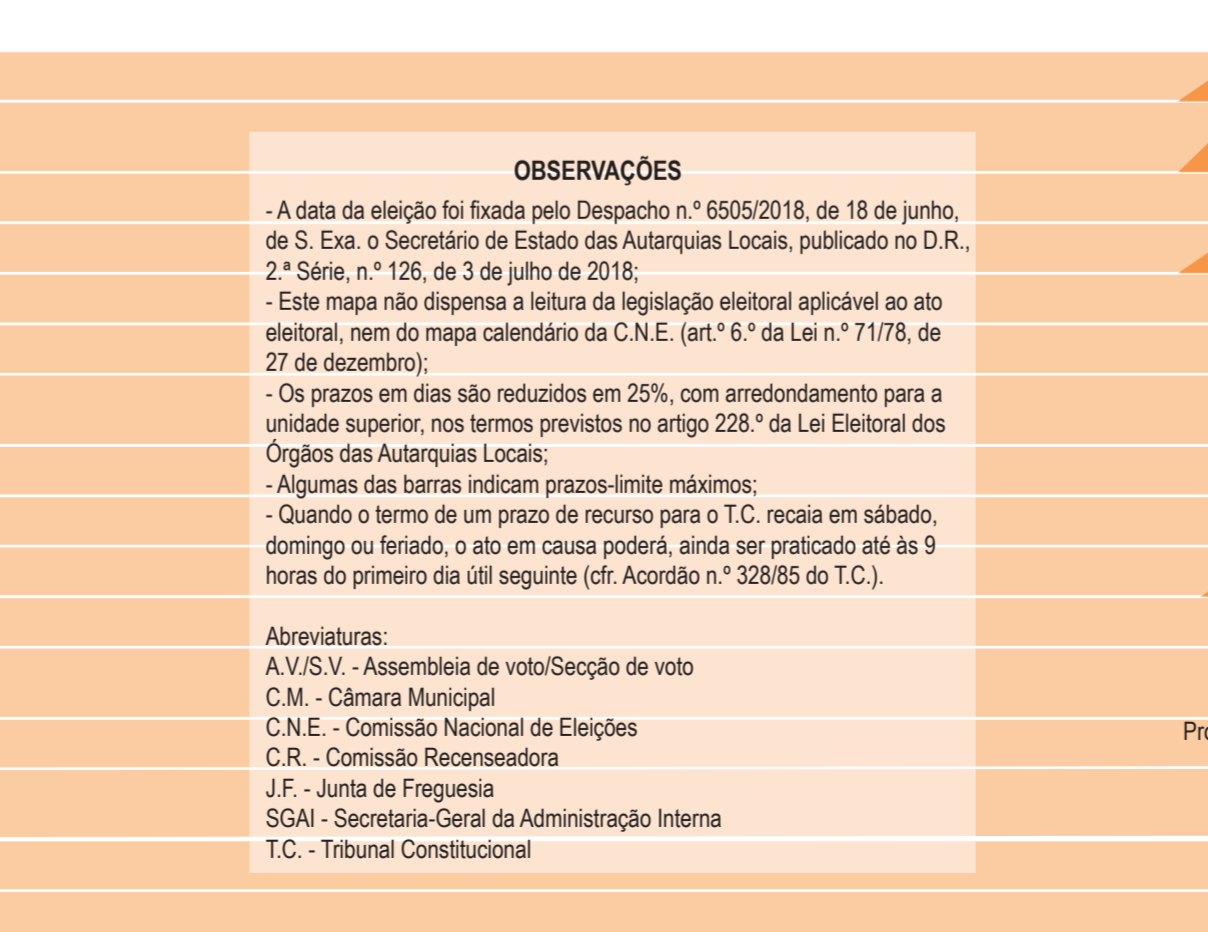 OBSERVAÇÕES
- A data da eleição foi fixada pelo Despacho n.º 6505/2018, de 18 de junho,
de S. Exa. o Secretário de Estado das Autarquias Locais, publicado no D.R.,
2.ª Série, n.º 126, de 3 de julho de 2018;
- Este mapa não dispensa a leitura da legislação eleitoral aplicável ao ato
eleitoral, nem do mapa calendário da C.N.E. (art.º 6.º da Lei n.º 71/78, de
27 de dezembro);
- Os prazos em dias são reduzidos em 25%, com arredondamento para a
unidade superior, nos termos previstos no artigo 228.º da Lei Eleitoral dos
Órgãos das Autarquias Locais;
- Algumas das barras indicam prazos-limite máximos;
- Quando o termo de um prazo de recurso para o T.C. recaia em sábado,
domingo ou feriado, o ato em causa poderá, ainda ser praticado até às 9
horas do primeiro dia útil seguinte (cfr. Acordão n.º 328/85 do T.C.).
Abreviaturas:
A.V./S.V. - Assembleia de voto/Secção de voto
C.M. - Câmara Municipal
C.N.E. - Comissão Nacional de Eleições
C.R. - Comissão Recenseadora
J.F. - Junta de Freguesia
SGAI - Secretaria-Geral da Administração Interna
T.C. - Tribunal Constitucional